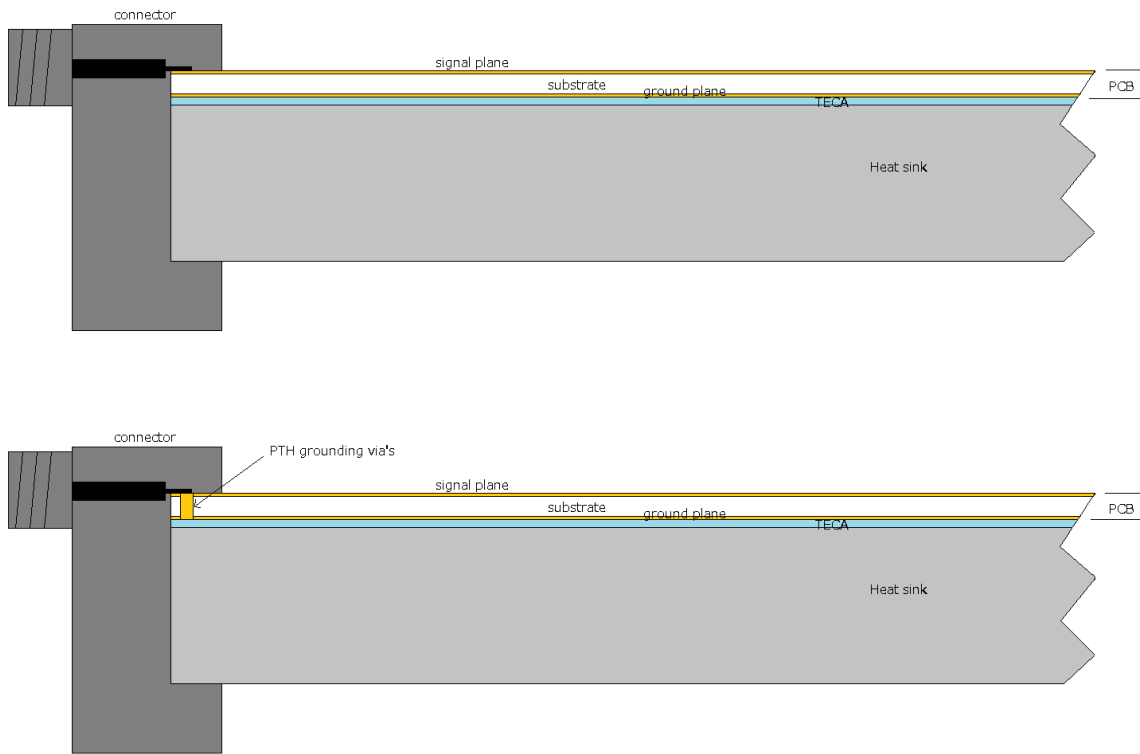 connector
signal plane
substrate
ground plane
PCB
TECA
Heat sink
connector
PTH grounding via's
signal plane
substrate
ground plane
PCB
TECA
Heat sink